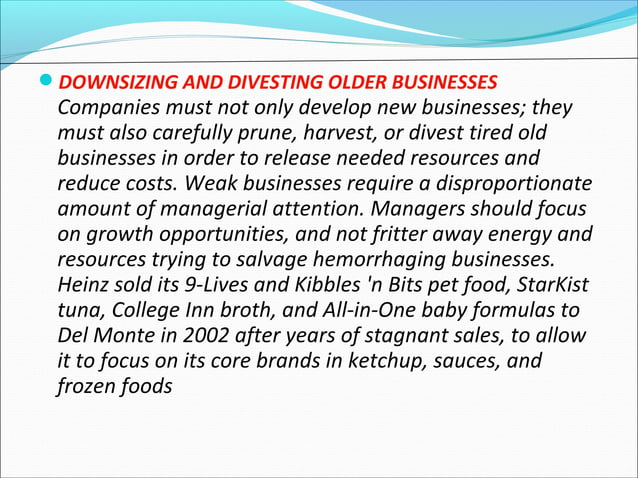 DOWNSIZING AND DIVESTING OLDER BUSINESSES
Companies must not only develop new businesses; they
must also carefully prune, harvest, or divest tired old
businesses in order to release needed resources and
reduce costs. Weak businesses require a disproportionate
amount of managerial attention. Managers should focus
on growth opportunities, and not fritter away energy and
resources trying to salvage hemorrhaging businesses.
Heinz sold its 9-Lives and Kibbles 'n Bits pet food, StarKist
tuna, College Inn broth, and All-in-One baby formulas to
Del Monte in 2002 after years of stagnant sales, to allow
it to focus on its core brands in ketchup, sauces, and
frozen foods